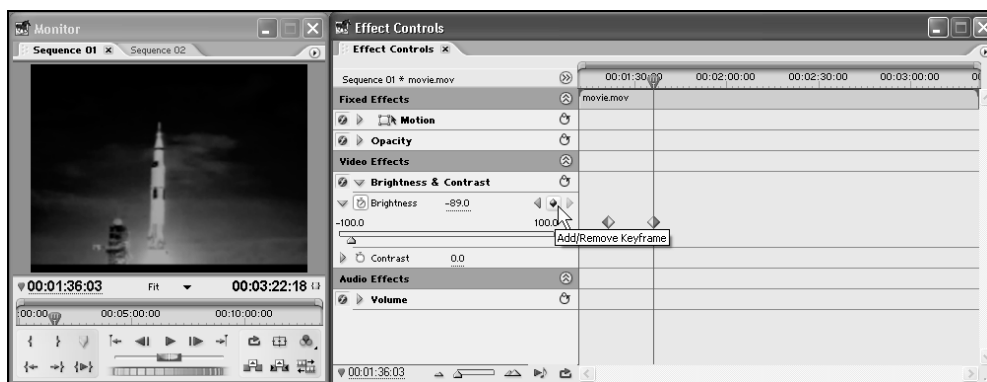 Monitor
Sequence 01 Sequence 02
00:01:36:03 Fit 00:03:22:18
:00:00 00:05:00:00 00:10:00:00
Effect Controls
Effect Controls
Sequence 01 * movie.mov
00:01:30:00 00:02:00:00 00:02:30:00 00:03:00:00
Fixed Effects
movie.mov
Motion
Opacity
Video Effects
Brightness & Contrast
Brightness -89.0
-100.0 100.0
Add/Remove Keyframe
Contrast 0.0
Audio Effects
Volume
00:01:36:03